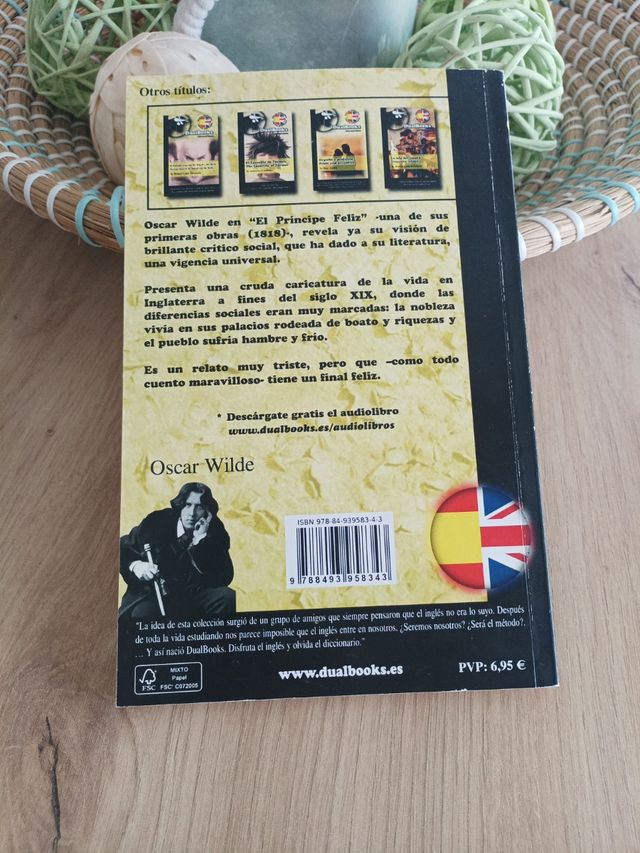 Otros títulos:
DualBooks
DualBooks
DualBooks
DualBooks
Oscar Wilde en "El Príncipe Feliz" -una de sus
primeras obras (1818)-, revela ya su visión de
brillante crítico social, que ha dado a su literatura,
una vigencia universal.
Presenta una cruda caricatura de la vida en
Inglaterra a fines del siglo XIX, donde las
diferencias sociales eran muy marcadas: la nobleza
vivía en sus palacios rodeada de boato y riquezas y
el pueblo sufría hambre y frío.
Es un relato muy triste, pero que –como todo
cuento maravilloso- tiene un final feliz.
* Descárgate gratis el audiolibro
www.dualbooks.es/audiolibros
Oscar Wilde
ISBN 978-84-939583-4-3
9 788493 958343
"La idea de esta colección surgió de un grupo de amigos que siempre pensaron que el inglés no era lo suyo. Después
de toda la vida estudiando nos parece imposible que el inglés entre en nosotros. ¿Seremos nosotros? ¿Será el método?.
… Y así nació DualBooks. Disfruta el inglés y olvida el diccionario."
MIXTO
Papel
FSC
FSC® C072005
www.dualbooks.es
PVP: 6,95 €